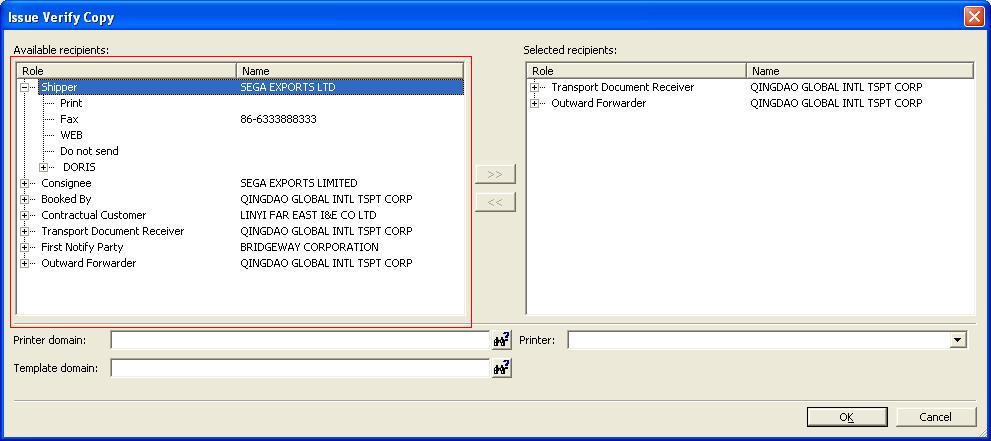 Issue Verify Copy
Available recipients:
Role Name
Shipper SEGA EXPORTS LTD
Print
Fax 86-6333888333
WEB
Do not send
DORIS
Consignee SEGA EXPORTS LIMITED
Booked By QINGDAO GLOBAL INTL TSPT CORP
Contractual Customer LINYI FAR EAST I&E CO LTD
Transport Document Receiver QINGDAO GLOBAL INTL TSPT CORP
First Notify Party BRIDGEWAY CORPORATION
Outward Forwarder QINGDAO GLOBAL INTL TSPT CORP
>>
<<
Selected recipients:
Role Name
Transport Document Receiver QINGDAO GLOBAL INTL TSPT CORP
Outward Forwarder QINGDAO GLOBAL INTL TSPT CORP
Printer domain: Printer:
Template domain:
OK Cancel